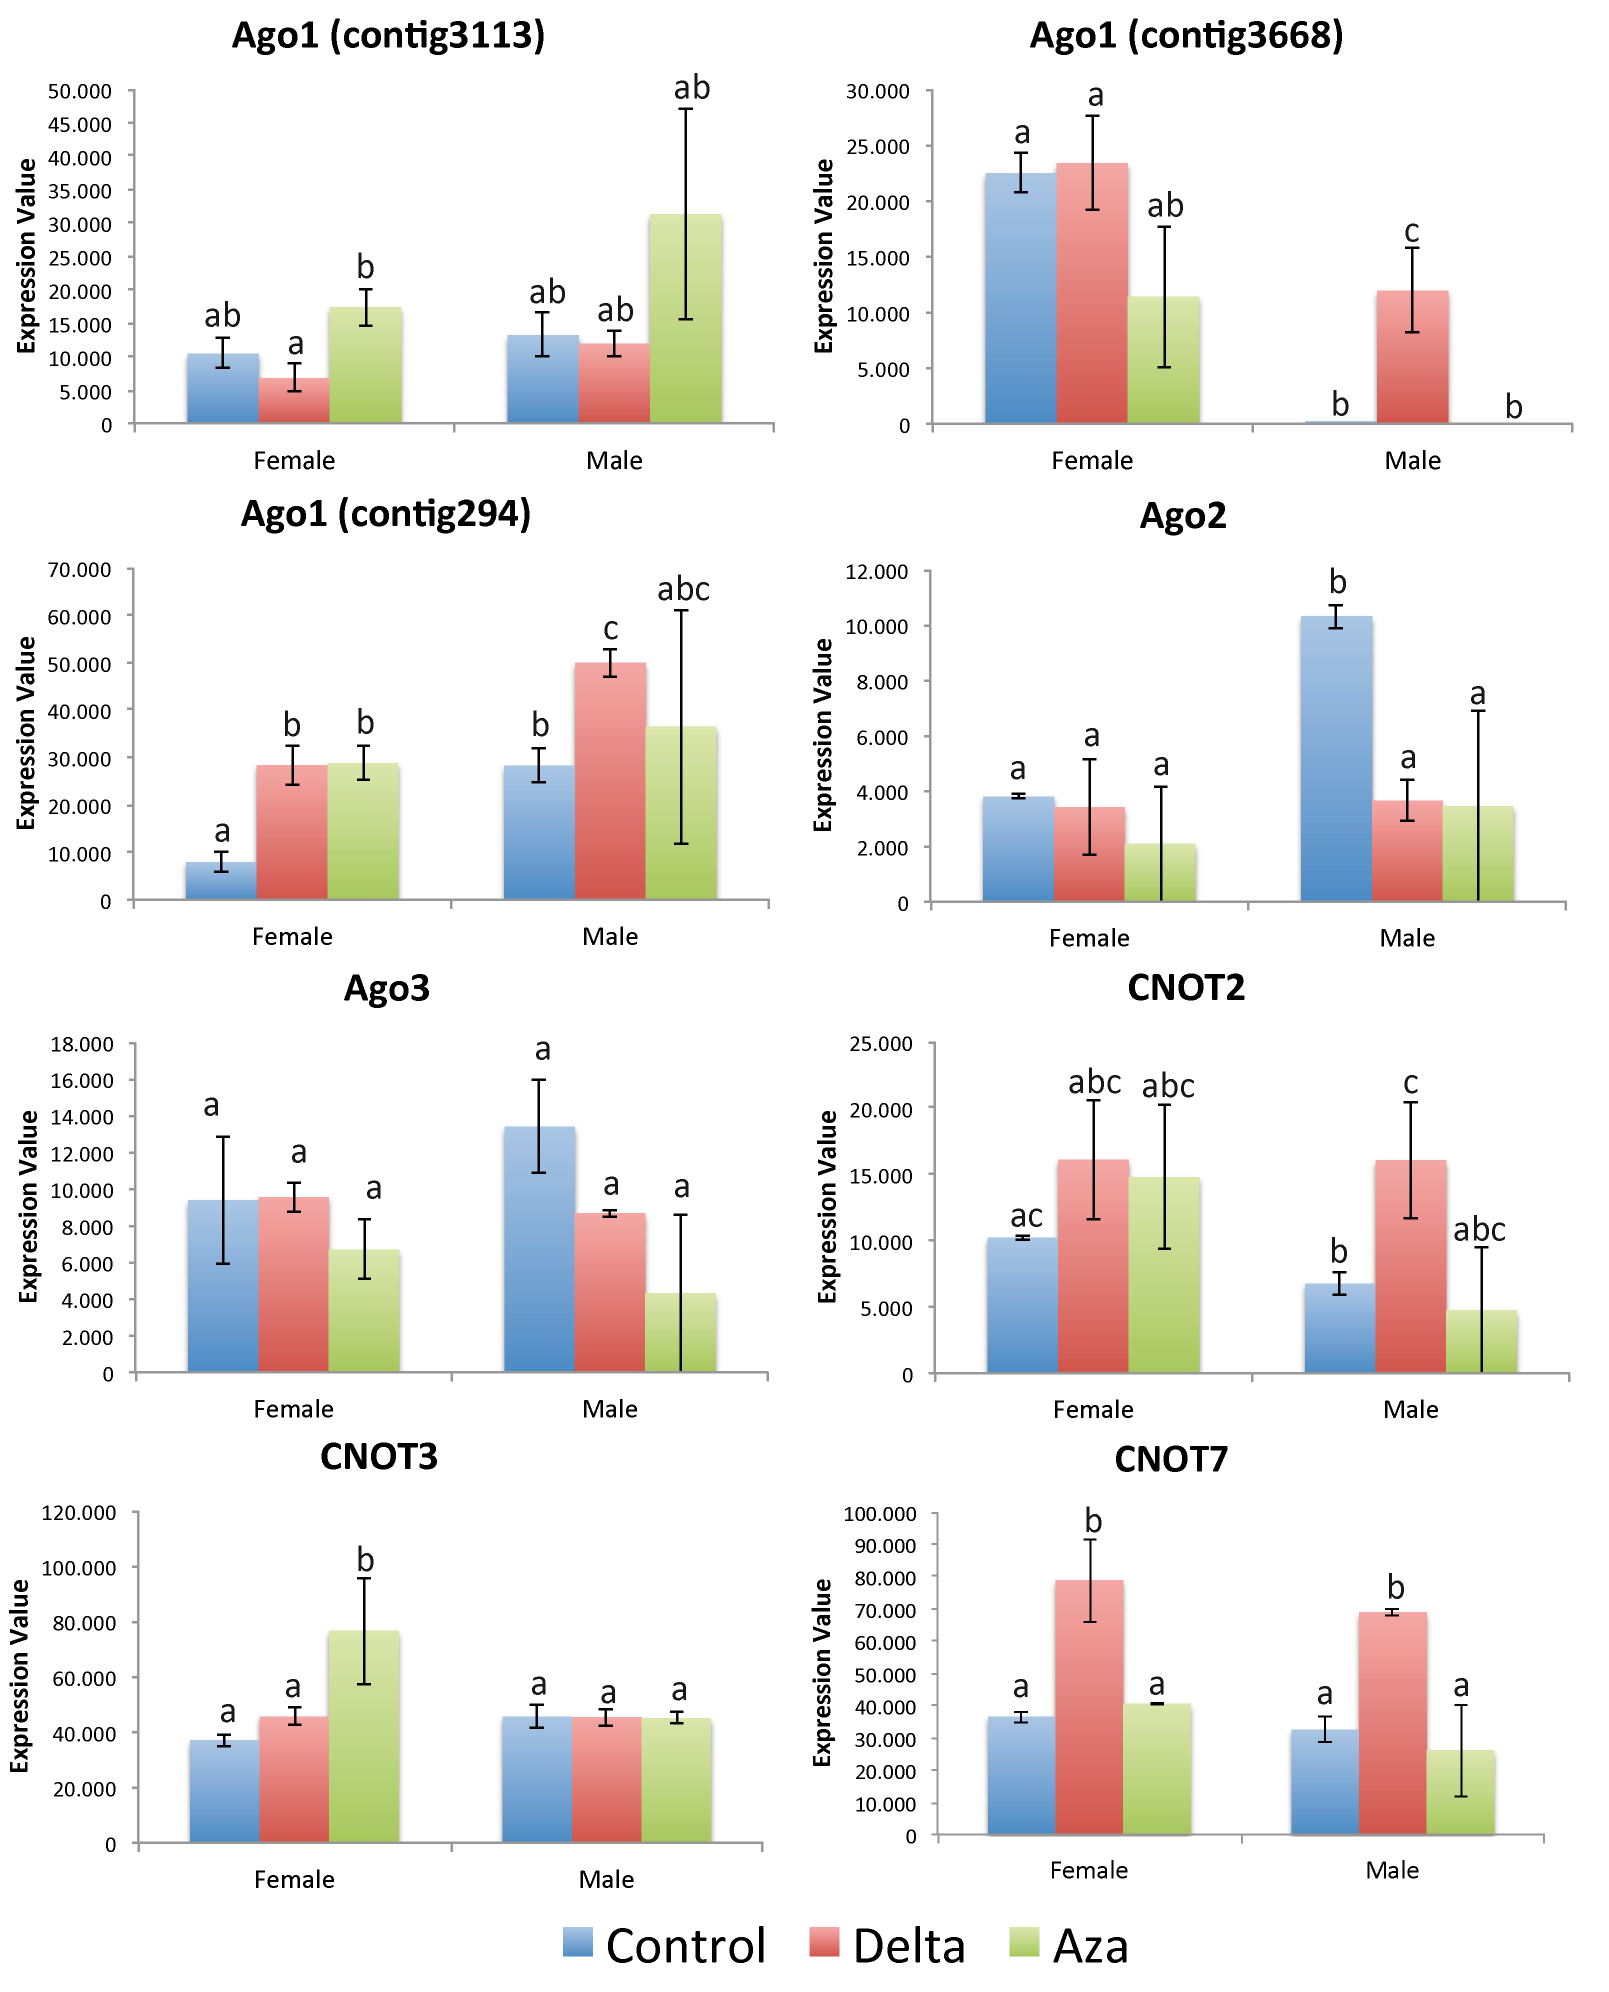 Ago1 (contig3113)
Expression Value
50.000
45.000
40.000
35.000
30.000
25.000
20.000
15.000
10.000
5.000
0
ab a b ab ab ab
Female Male
Ago1 (contig3668)
Expression Value
30.000
25.000
20.000
15.000
10.000
5.000
0
a a ab b c b
Female Male
Ago1 (contig294)
Expression Value
70.000
60.000
50.000
40.000
30.000
20.000
10.000
0
a b b b c abc
Female Male
Ago2
Expression Value
12.000
10.000
8.000
6.000
4.000
2.000
0
a a a b a a
Female Male
Ago3
Expression Value
18.000
16.000
14.000
12.000
10.000
8.000
6.000
4.000
2.000
0
a a a a a a
Female Male
CNOT2
Expression Value
25.000
20.000
15.000
10.000
5.000
0
ac abc abc b c abc
Female Male
CNOT3
Expression Value
120.000
100.000
80.000
60.000
40.000
20.000
0
a a b a a a
Female Male
CNOT7
Expression Value
100.000
90.000
80.000
70.000
60.000
50.000
40.000
30.000
20.000
10.000
0
a b a a b a
Female Male
Control Delta Aza